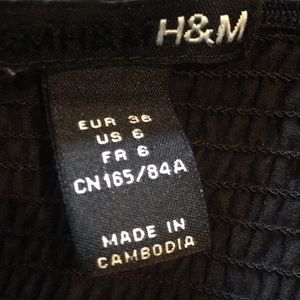 H&M H&M H&M
EUR 36
US 6
FR 6
CN165/84A
MADE IN
CAMBODIA